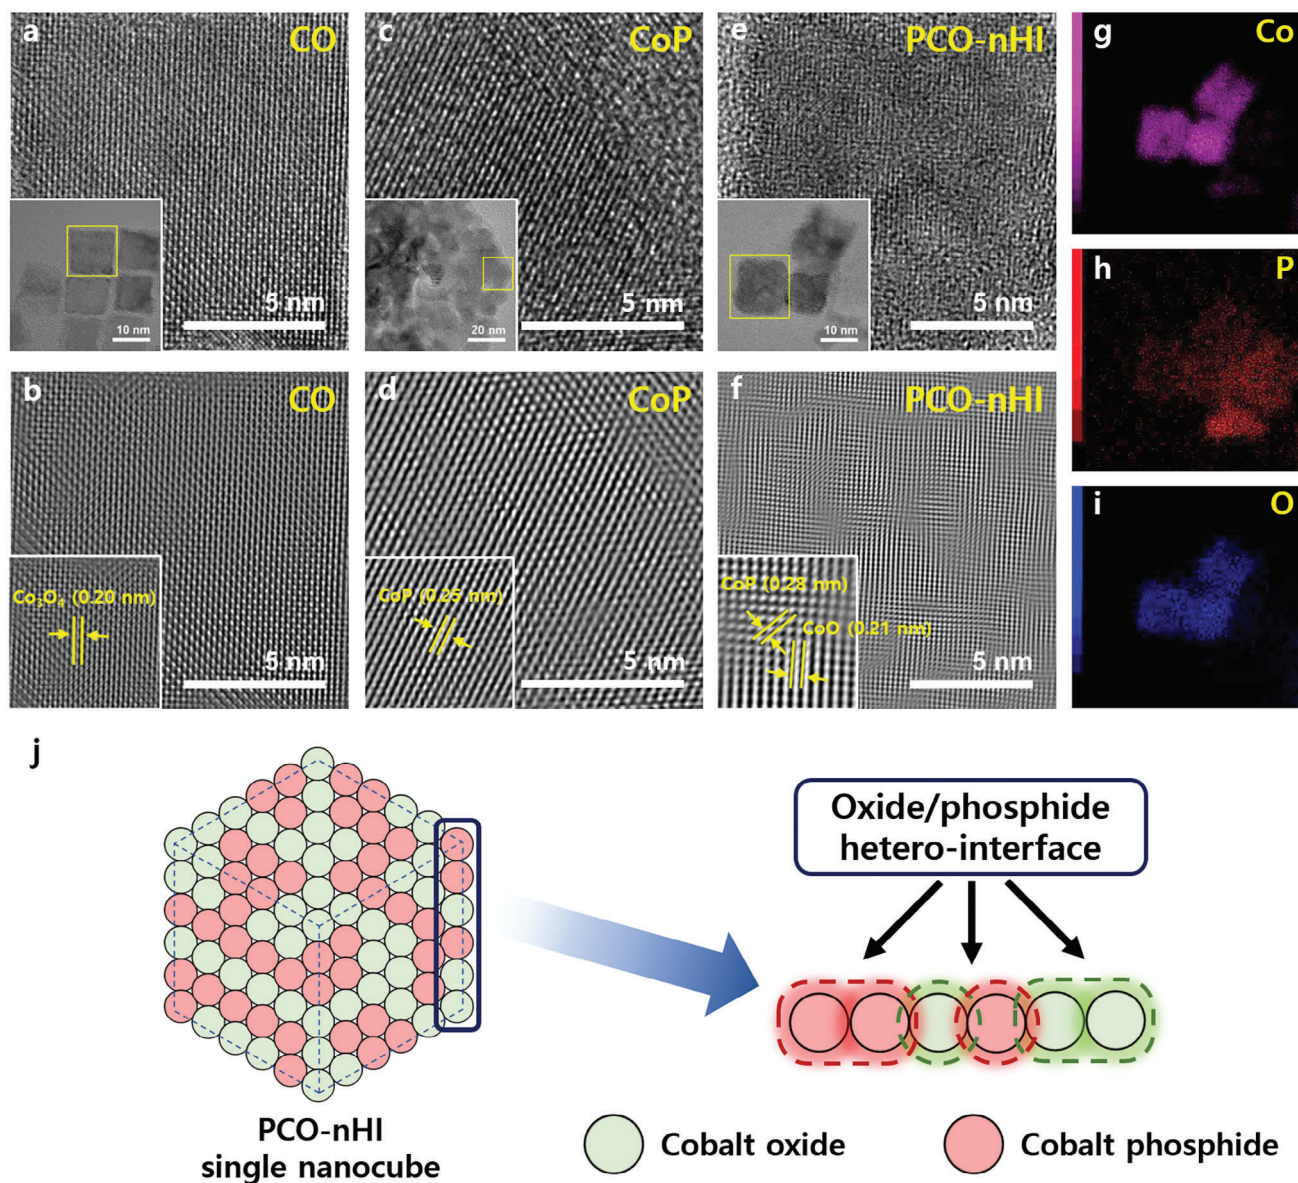 a
CO
5 nm
10 nm
c
CoP
5 nm
20 nm
e
PCO-nHI
5 nm
10 nm
g
Co
h
P
i
O
b
CO
Co₃O₄ (0.20 nm)
5 nm
d
CoP
CoP (0.25 nm)
5 nm
f
PCO-nHI
CoP (0.28 nm)
CoO (0.21 nm)
5 nm
j
Oxide/phosphide
hetero-interface
PCO-nHI
single nanocube
Cobalt oxide
Cobalt phosphide